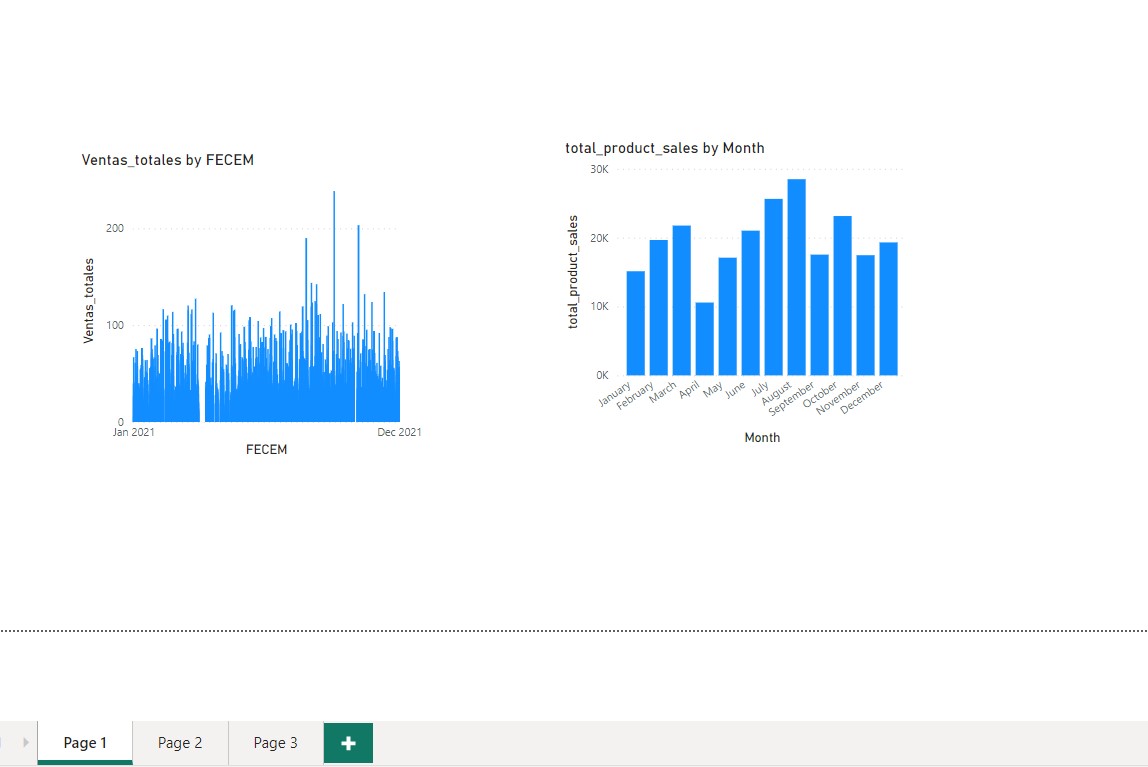 Ventas_totales by FECEM
Ventas_totales
200
100
0
Jan 2021
Dec 2021
FECEM
total_product_sales by Month
total_product_sales
30K
20K
10K
0K
January
February
March
April
May
June
July
August
September
October
November
December
Month
Page 1
Page 2
Page 3